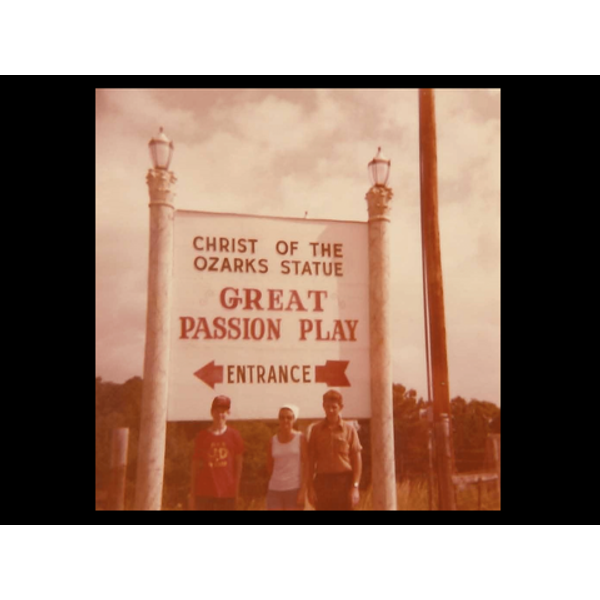 CHRIST OF THE
OZARKS STATUE
GREAT
PASSION PLAY
ENTRANCE